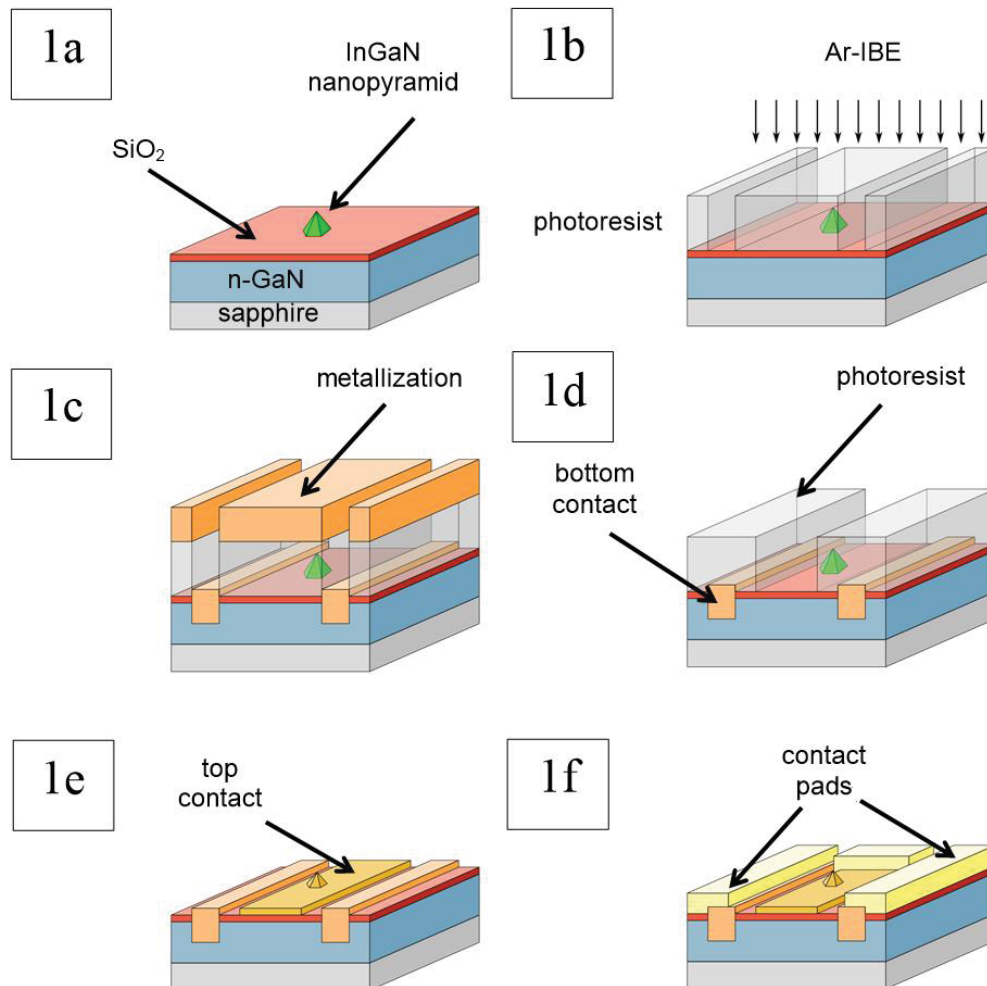 1a
InGaN
nanopyramid
SiO₂
n-GaN
sapphire
1b
Ar-IBE
photoresist
1c
metallization
1d
photoresist
bottom
contact
1e
top
contact
1f
contact
pads